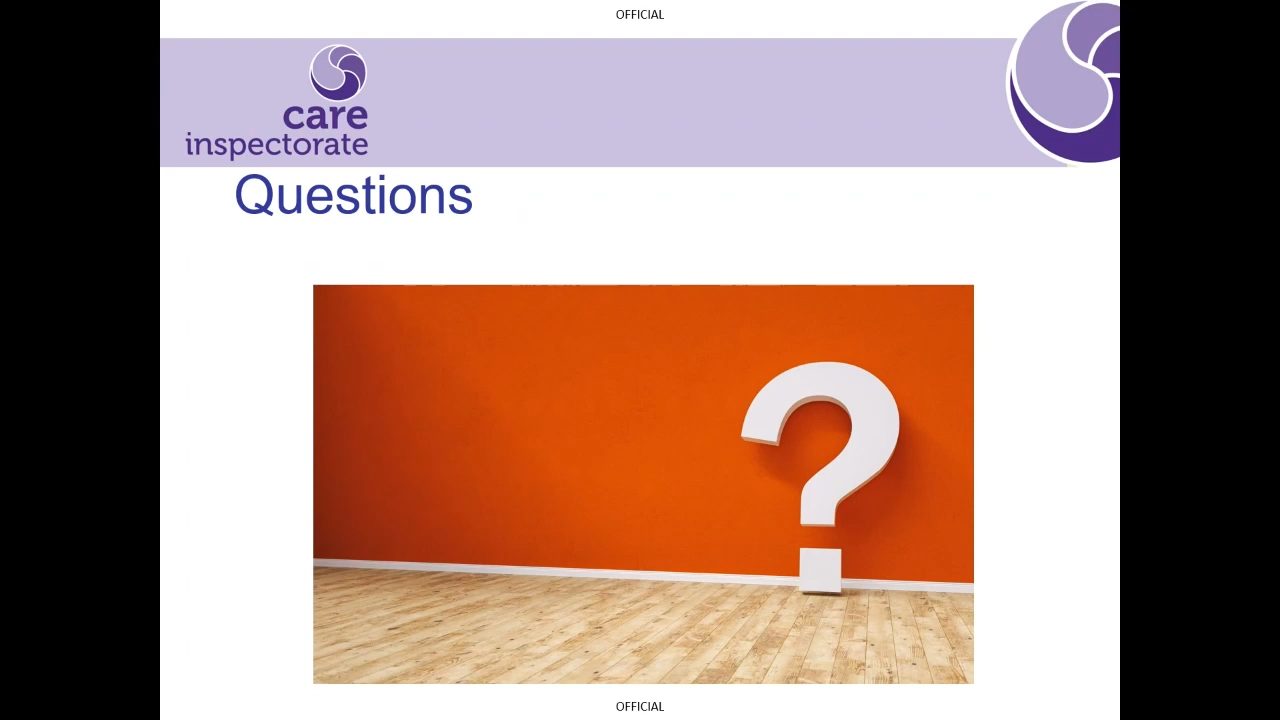 OFFICIAL
care
inspectorate
Questions
?
OFFICIAL